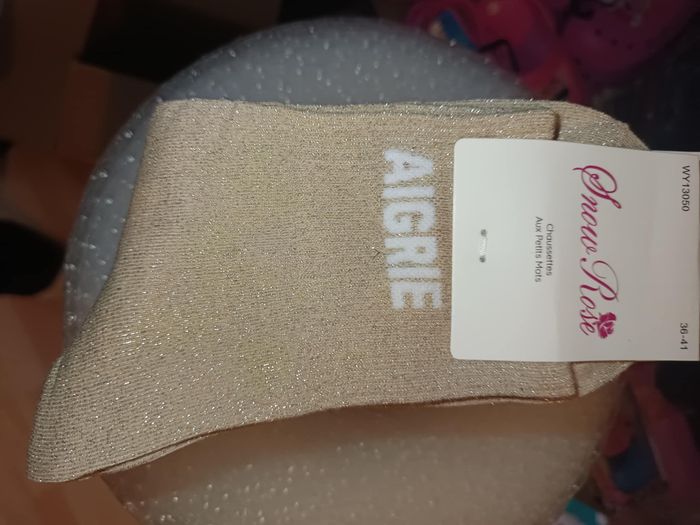 AIGRIE
WY13050
36-41
Snow Rose
Chaussettes
Aux Petits Mots